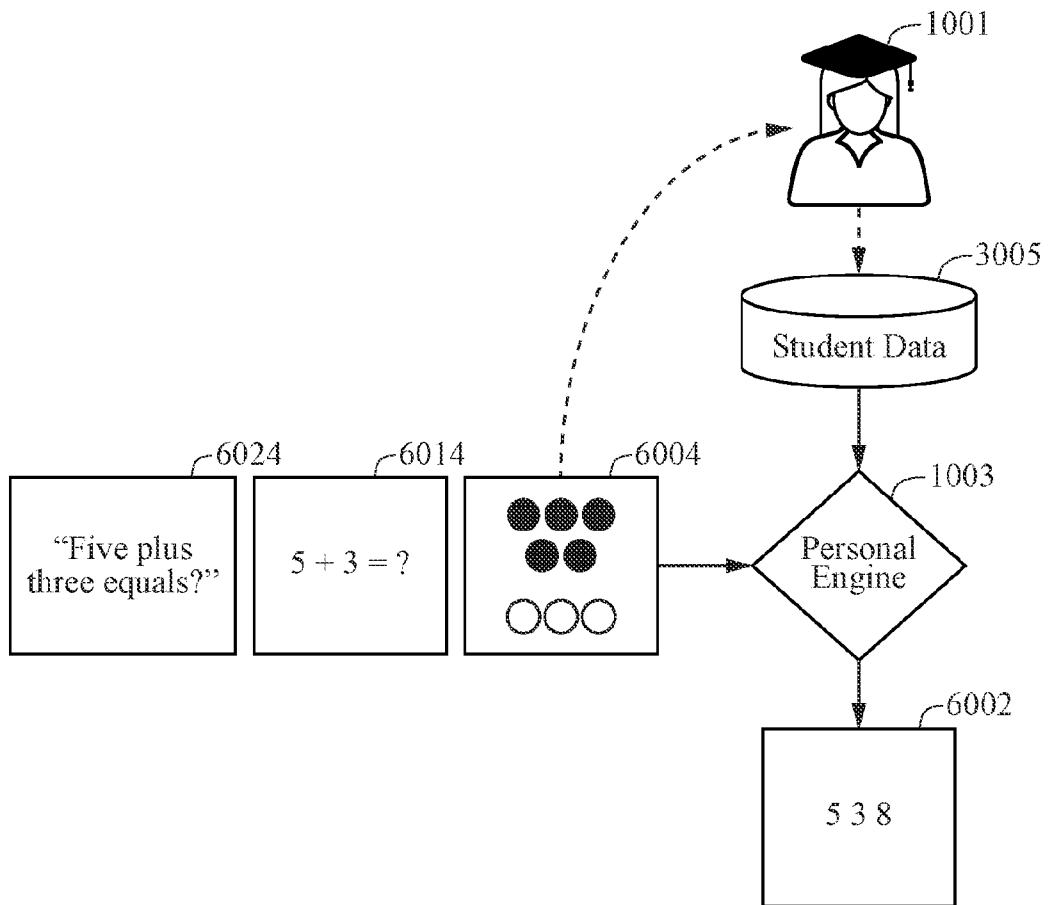 1001
3005
Student Data
6024
6014
6004
1003
“Five plus
three equals?”
5 + 3 = ?
Personal
Engine
6002
5 3 8